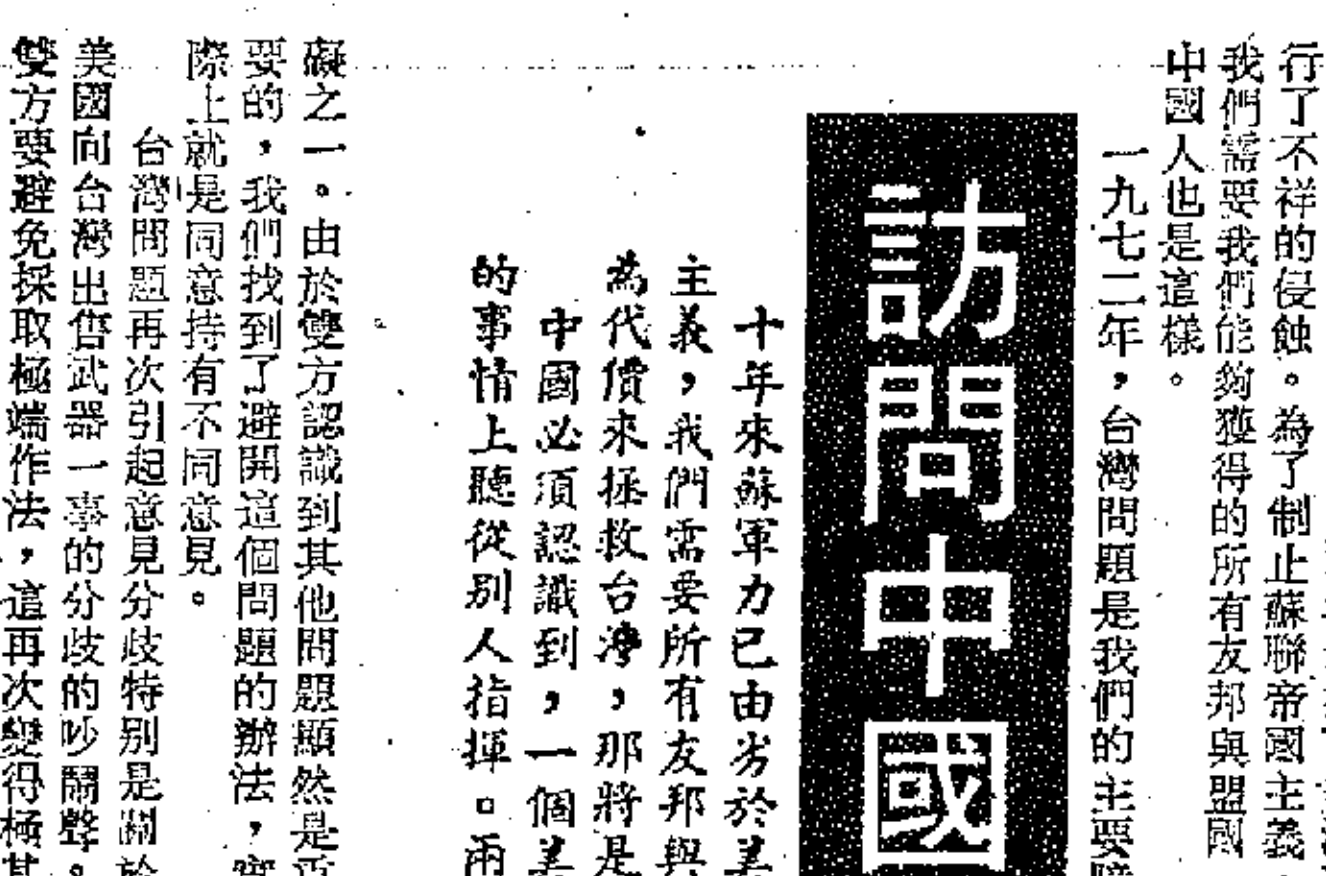 行了不祥的侵蝕。為了制止蘇聯帝國主義，
我們需要我們能夠獲得的所有友邦與盟國
中國人也是這樣。
一九七二年，台灣問題是我們的主要障
訪問中國
十年來蘇軍力已由劣於美
主義，我們需要所有友邦與
為代價來拯救台灣，那將是
中國必須認識到，一個美
的事情上聽從別人指揮。兩
礙之一。由於雙方認識到其他問題顯然是重
要的，我們找到了避開這個問題的辦法，實
際上就是同意持有不同意見。
台灣問題再次引起意見分歧特別是關於
美國向台灣出售武器一事的分歧的吵鬧聲。
雙方要避免採取極端作法，這再次變得極其